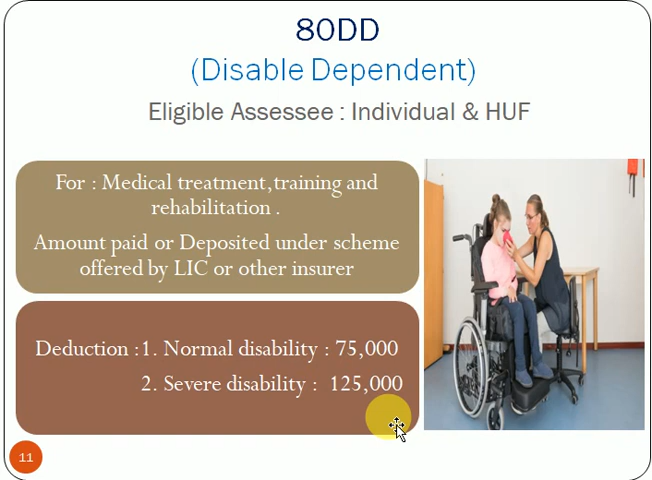 80DD
(Disable Dependent)
Eligible Assessee : Individual & HUF
For : Medical treatment,training and
rehabilitation .
Amount paid or Deposited under scheme
offered by LIC or other insurer
Deduction :1. Normal disability : 75,000
2. Severe disability : 125,000
11